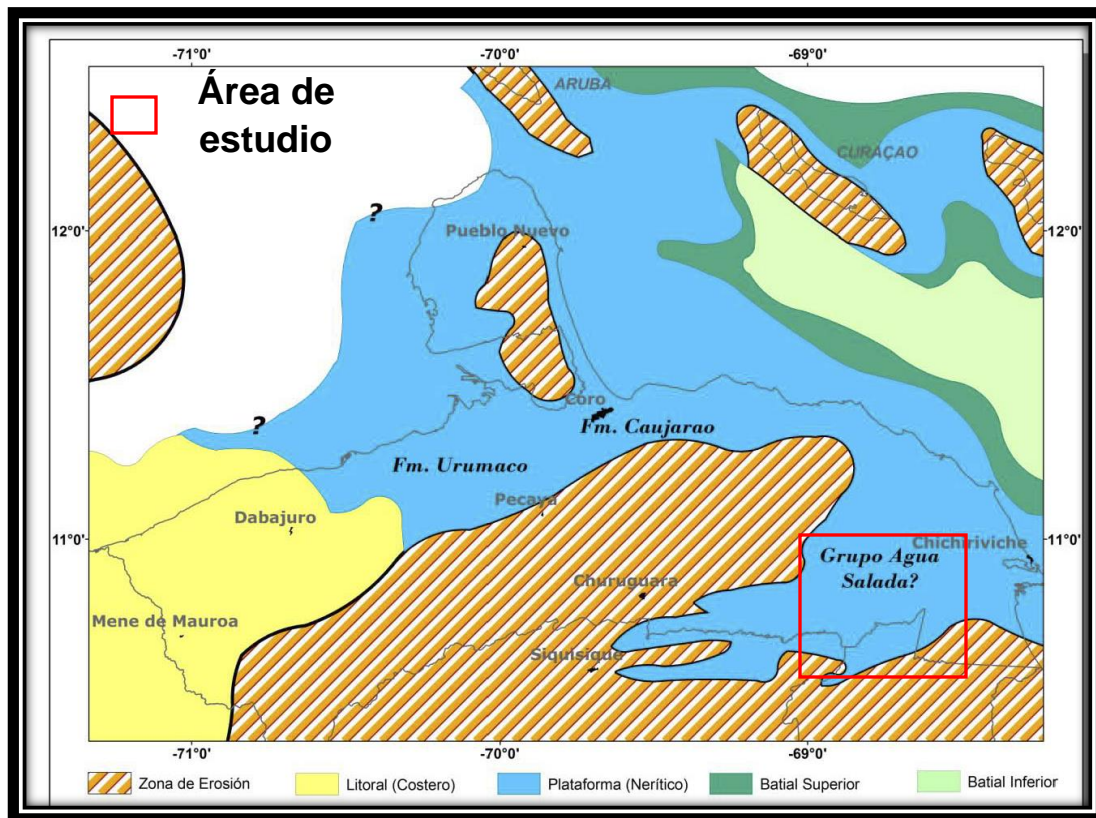 -71°0'
-70°0'
-69°0'
Área de
estudio
ARUBA
CURAÇAO
?
12°0'
12°0'
Pueblo Nuevo
Coro
Fm. Caujarao
?
Fm. Urumaco
Pecaya
Dabajuro
11°0'
11°0'
Chichiriviche
Grupo Agua
Salada?
Churuguara
Mene de Mauroa
Siquisique
-71°0'
-70°0'
-69°0'
Zona de Erosión
Litoral (Costero)
Plataforma (Nerítico)
Batial Superior
Batial Inferior